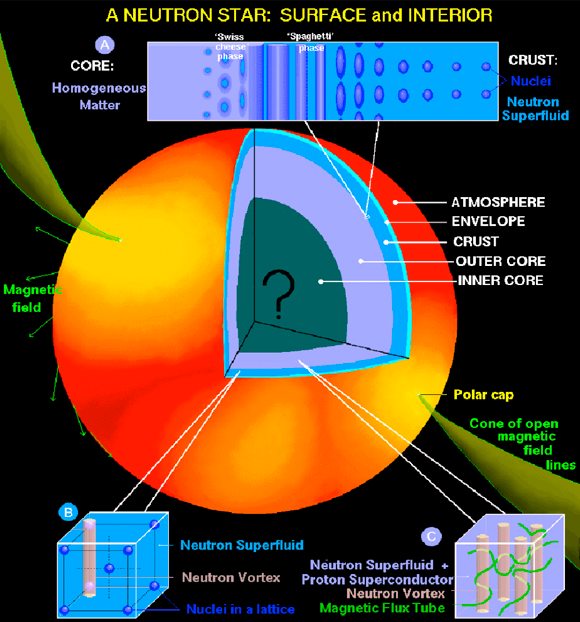 A NEUTRON STAR: SURFACE and INTERIOR
A
CORE:
Homogeneous
Matter
'Swiss
cheese'
phase
'Spaghetti'
phase
CRUST:
Nuclei
Neutron
Superfluid
ATMOSPHERE
ENVELOPE
CRUST
OUTER CORE
INNER CORE
?
Magnetic
field
Polar cap
Cone of open
magnetic
field
lines
B
Neutron Superfluid
Neutron Vortex
Nuclei in a lattice
C
Neutron Superfluid +
Proton Superconductor
Neutron Vortex
Magnetic Flux Tube